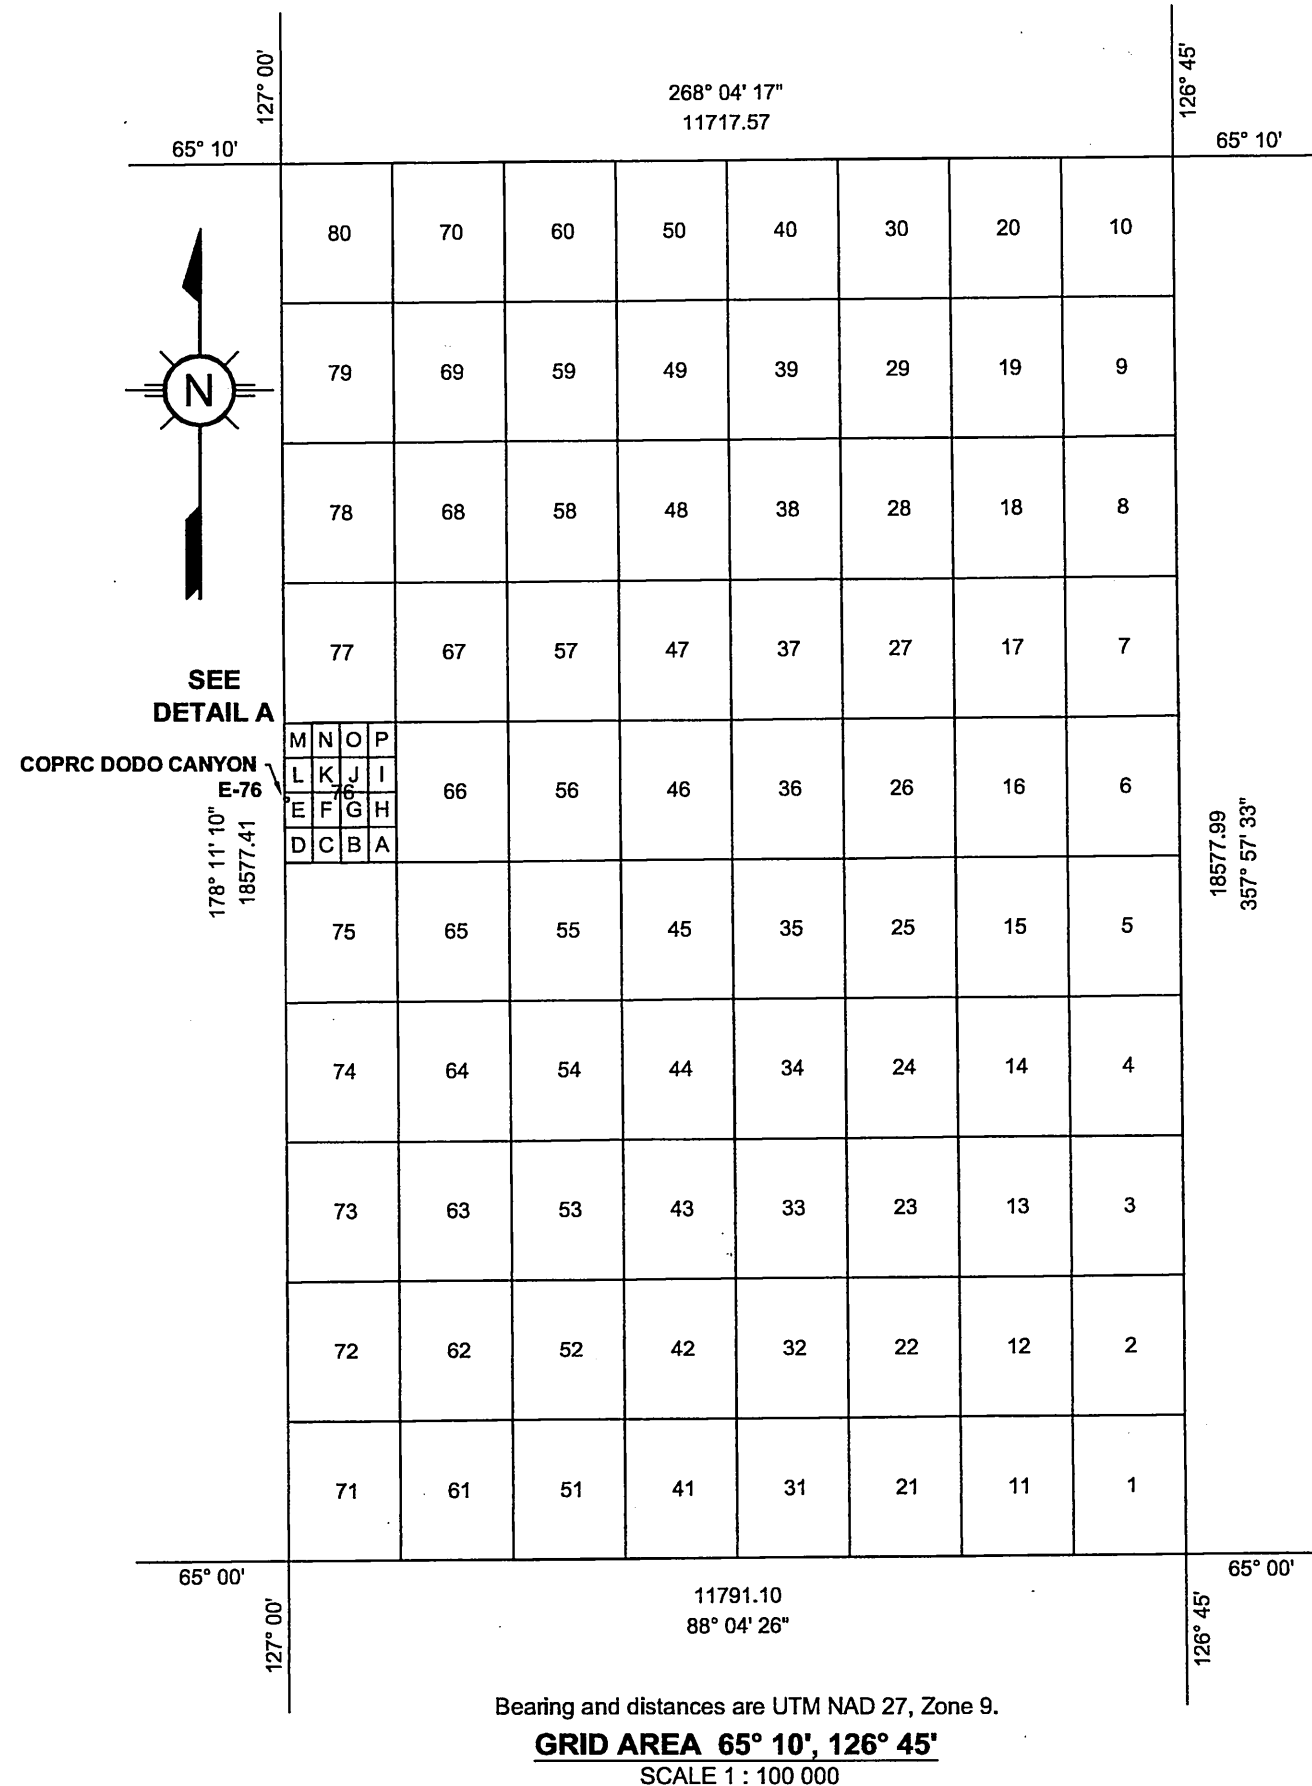 127° 00'
126° 45'
268° 04' 17"
11717.57
65° 10'
65° 10'
80 70 60 50 40 30 20 10
N
79 69 59 49 39 29 19 9
78 68 58 48 38 28 18 8
77 67 57 47 37 27 17 7
SEE
DETAIL A
M N O P
COPRC DODO CANYON
E-76
L K J I
76 66 56 46 36 26 16 6
E F G H
D C B A
178° 11' 10"
18577.41
18577.99
357° 57' 33"
75 65 55 45 35 25 15 5
74 64 54 44 34 24 14 4
73 63 53 43 33 23 13 3
72 62 52 42 32 22 12 2
71 61 51 41 31 21 11 1
65° 00'
65° 00'
127° 00'
11791.10
88° 04' 26"
126° 45'
Bearing and distances are UTM NAD 27, Zone 9.
GRID AREA 65° 10', 126° 45'
SCALE 1 : 100 000